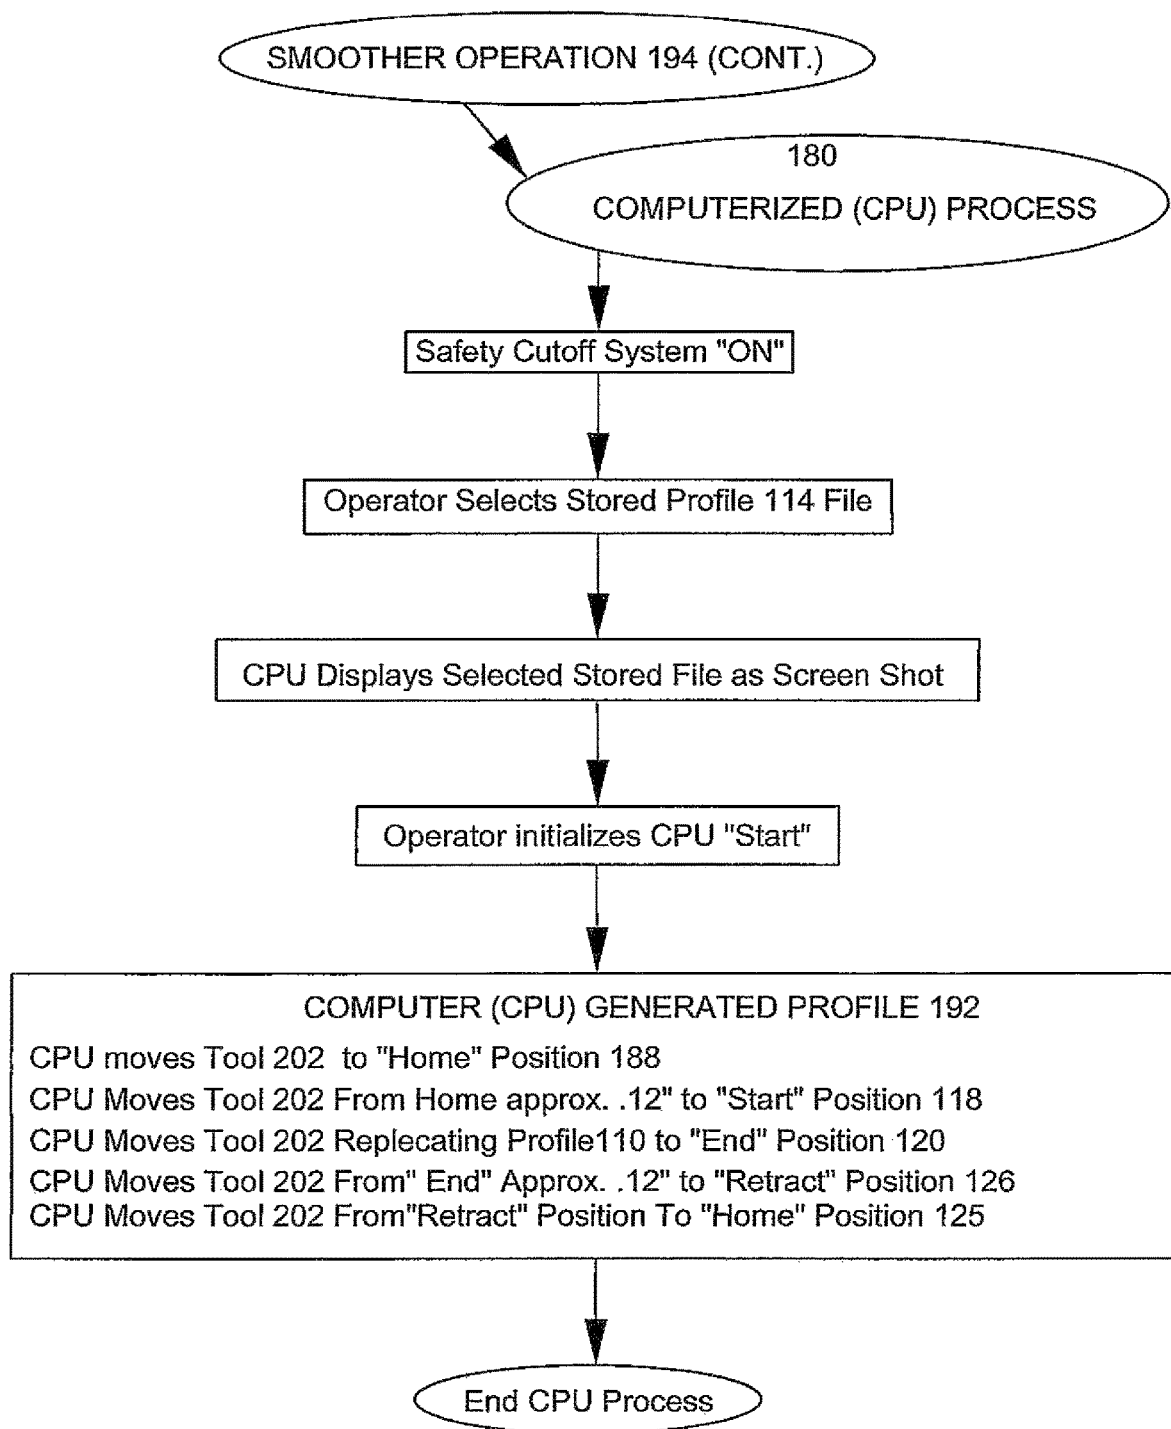 SMOOTHER OPERATION 194 (CONT.)
180
COMPUTERIZED (CPU) PROCESS
Safety Cutoff System "ON"
Operator Selects Stored Profile 114 File
CPU Displays Selected Stored File as Screen Shot
Operator initializes CPU "Start"
COMPUTER (CPU) GENERATED PROFILE 192
CPU moves Tool 202 to "Home" Position 188
CPU Moves Tool 202 From Home approx. .12" to "Start" Position 118
CPU Moves Tool 202 Replecating Profile110 to "End" Position 120
CPU Moves Tool 202 From" End" Approx. .12" to "Retract" Position 126
CPU Moves Tool 202 From"Retract" Position To "Home" Position 125
End CPU Process